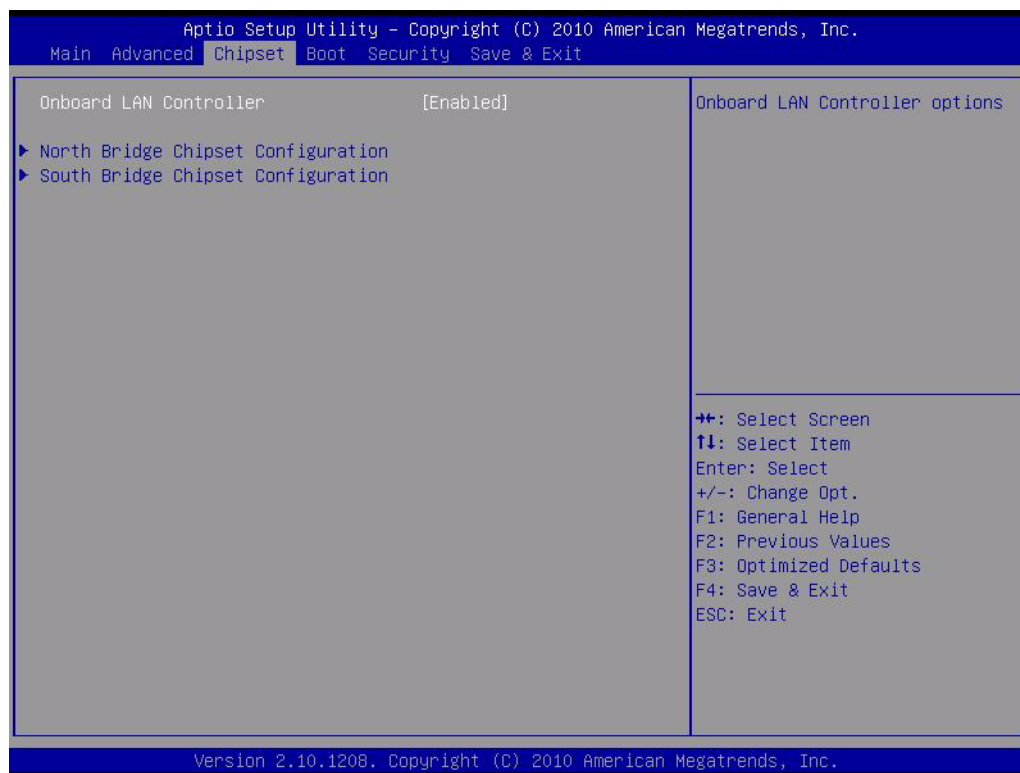 Aptio Setup Utility – Copyright (C) 2010 American Megatrends, Inc.
Main Advanced Chipset Boot Security Save & Exit
Onboard LAN Controller [Enabled]
North Bridge Chipset Configuration
South Bridge Chipset Configuration
Onboard LAN Controller options
→←: Select Screen
↑↓: Select Item
Enter: Select
+/-: Change Opt.
F1: General Help
F2: Previous Values
F3: Optimized Defaults
F4: Save & Exit
ESC: Exit
Version 2.10.1208. Copyright (C) 2010 American Megatrends, Inc.